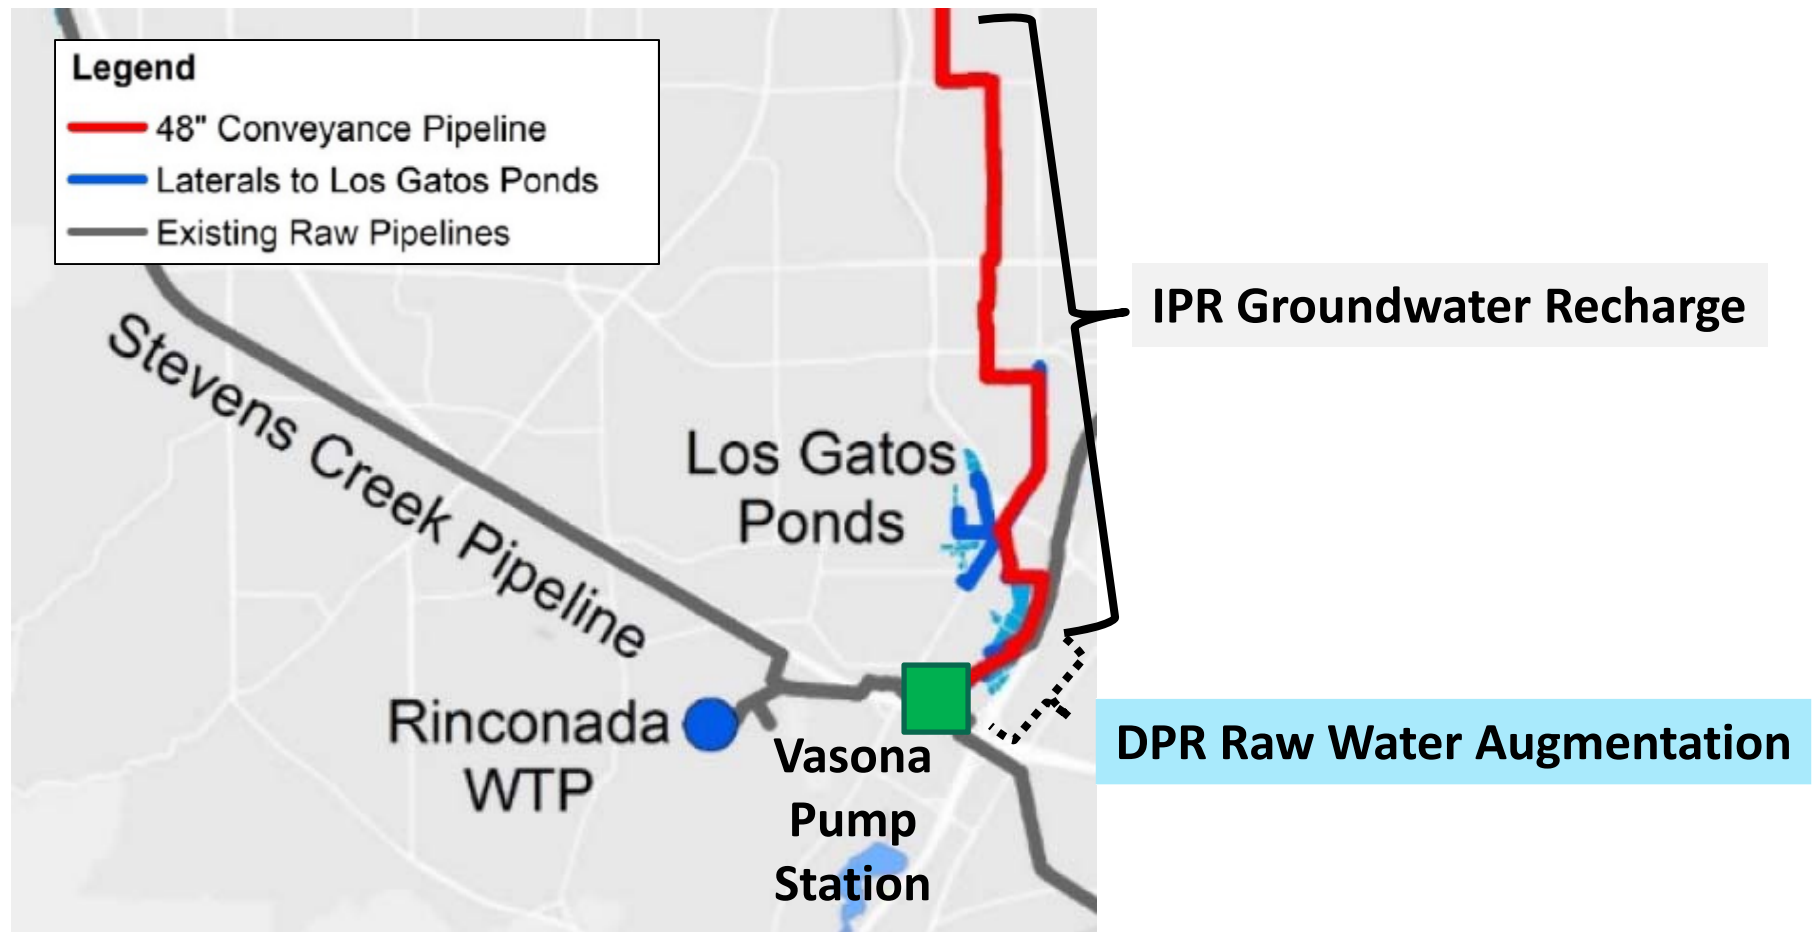 Legend
48" Conveyance Pipeline
Laterals to Los Gatos Ponds
Existing Raw Pipelines
IPR Groundwater Recharge
Stevens Creek Pipeline
Los Gatos
Ponds
Rinconada
WTP
Vasona
Pump
Station
DPR Raw Water Augmentation